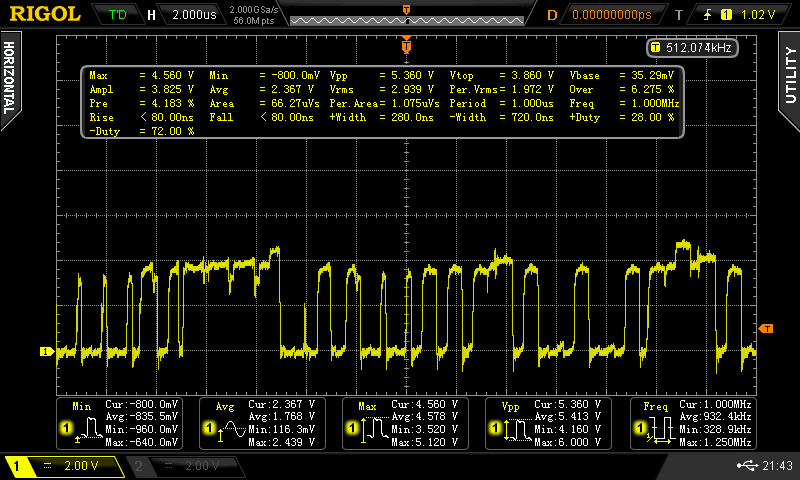 RIGOL T'D H 2.000us 2.000GSa/s D 0.00000000ps T 1 1.02 V
56.0M pts
T
T
T 512.074kHz
HORIZONTAL
UTILITY
Max = 4.560 V Min = -800.0mV Vpp = 5.360 V Vtop = 3.860 V Vbase = 35.29mV
Ampl = 3.825 V Avg = 2.367 V Vrms = 2.939 V Per.Vrms= 1.972 V Over = 6.275 %
Pre = 4.183 % Area = 66.27uVs Per.Area= 1.075uVs Period = 1.000us Freq = 1.000MHz
Rise < 80.00ns Fall < 80.00ns +Width = 280.0ns -Width = 720.0ns +Duty = 28.00 %
-Duty = 72.00 %
T
1
Min Cur:-800.0mV Avg Cur:2.367 V Max Cur:4.560 V Vpp Cur:5.360 V Freq Cur:1.000MHz
Avg:-835.5mV Avg:1.768 V Avg:4.578 V Avg:5.413 V Avg:932.4kHz
1 Min:-960.0mV 1 Min:116.3mV 1 Min:3.520 V 1 Min:4.160 V 1 Min:328.9kHz
Max:-640.0mV Max:2.439 V Max:5.120 V Max:6.000 V Max:1.250MHz
1 = 2.00 V 2 = 2.00 V 21:43